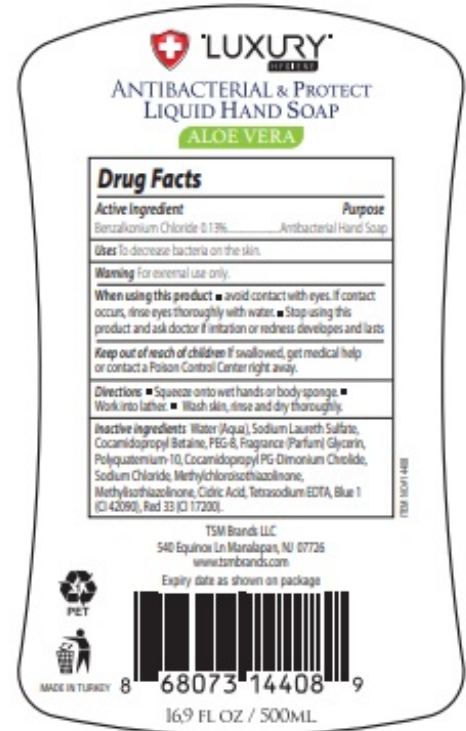 LUXURY
HYGIENE
ANTIBACTERIAL & PROTECT
LIQUID HAND SOAP
ALOE VERA
Drug Facts
Active Ingredient Purpose
Benzalkonium Chloride 0.13%......................Antibacterial Hand Soap
Uses To decrease bacteria on the skin.
Warning For exrernal use only.
When using this product ▪ avoid contact with eyes. If contact
occurs, rinse eyes thoroughly with water. ▪ Stop using this
product and ask doctor if irritation or redness developes and lasts
Keep out of reach of children If swallowed, get medical help
or contact a Poison Control Center right away.
Directions ▪ Squeeze onto wet hands or body sponge. ▪
Work into lather. ▪ Wash skin, rinse and dry thoroughly.
Inactive ingredients Water (Aqua), Sodium Laureth Sulfate,
Cocamidopropyl Betaine, PEG-8, Fragrance (Parfum) Glycerin,
Polyquaternium-10, Cocamidopropyl PG-Dimonium Chrolide,
Sodium Chloride, Methylchloroisothiazolinone,
Methylisothiazolinone, Cidric Acid, Tetrasodium EDTA, Blue 1
(CI 42090), Red 33 (CI 17200).
TSM Brands LLC
540 Equinox Ln Manalapan, NJ 07726
www.tsmbrands.com
Expiry date as shown on package
PET
MADE IN TURKEY
8 68073 14408 9
16,9 FL OZ / 500ML